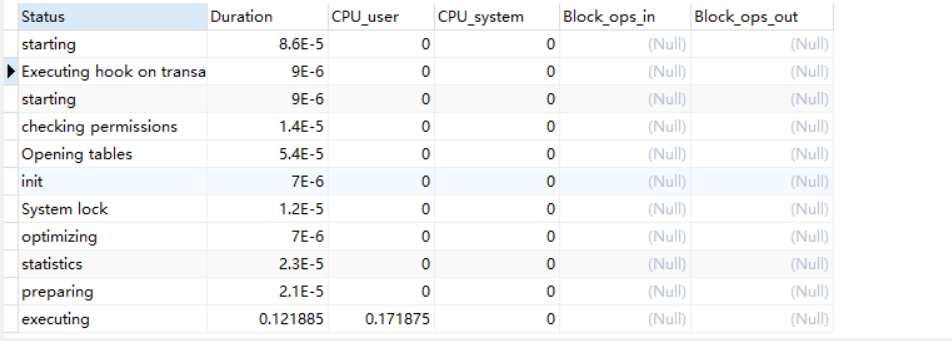 Status Duration CPU_user CPU_system Block_ops_in Block_ops_out
starting 8.6E-5 0 0 (Null) (Null)
Executing hook on transa 9E-6 0 0 (Null) (Null)
starting 9E-6 0 0 (Null) (Null)
checking permissions 1.4E-5 0 0 (Null) (Null)
Opening tables 5.4E-5 0 0 (Null) (Null)
init 7E-6 0 0 (Null) (Null)
System lock 1.2E-5 0 0 (Null) (Null)
optimizing 7E-6 0 0 (Null) (Null)
statistics 2.3E-5 0 0 (Null) (Null)
preparing 2.1E-5 0 0 (Null) (Null)
executing 0.121885 0.171875 0 (Null) (Null)